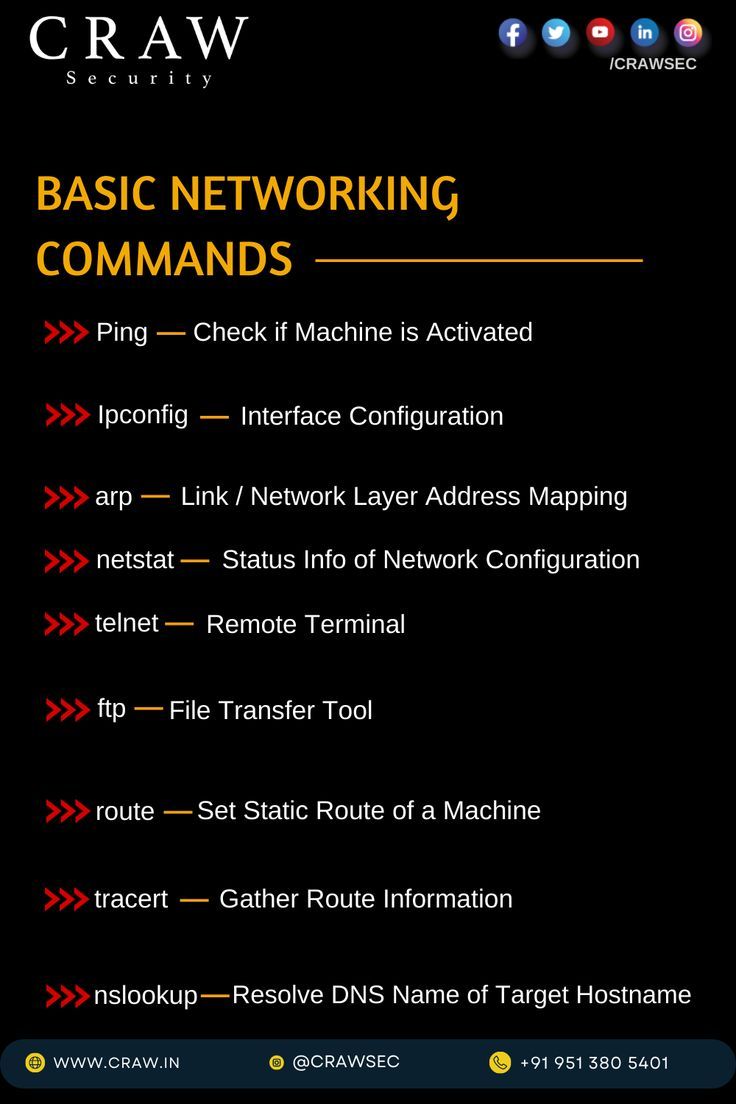 CRAW
Security
/CRAWSEC
BASIC NETWORKING
COMMANDS
>>> Ping — Check if Machine is Activated
>>> Ipconfig — Interface Configuration
>>> arp — Link / Network Layer Address Mapping
>>> netstat — Status Info of Network Configuration
>>> telnet — Remote Terminal
>>> ftp — File Transfer Tool
>>> route — Set Static Route of a Machine
>>> tracert — Gather Route Information
>>> nslookup — Resolve DNS Name of Target Hostname
WWW.CRAW.IN @CRAWSEC +91 951 380 5401